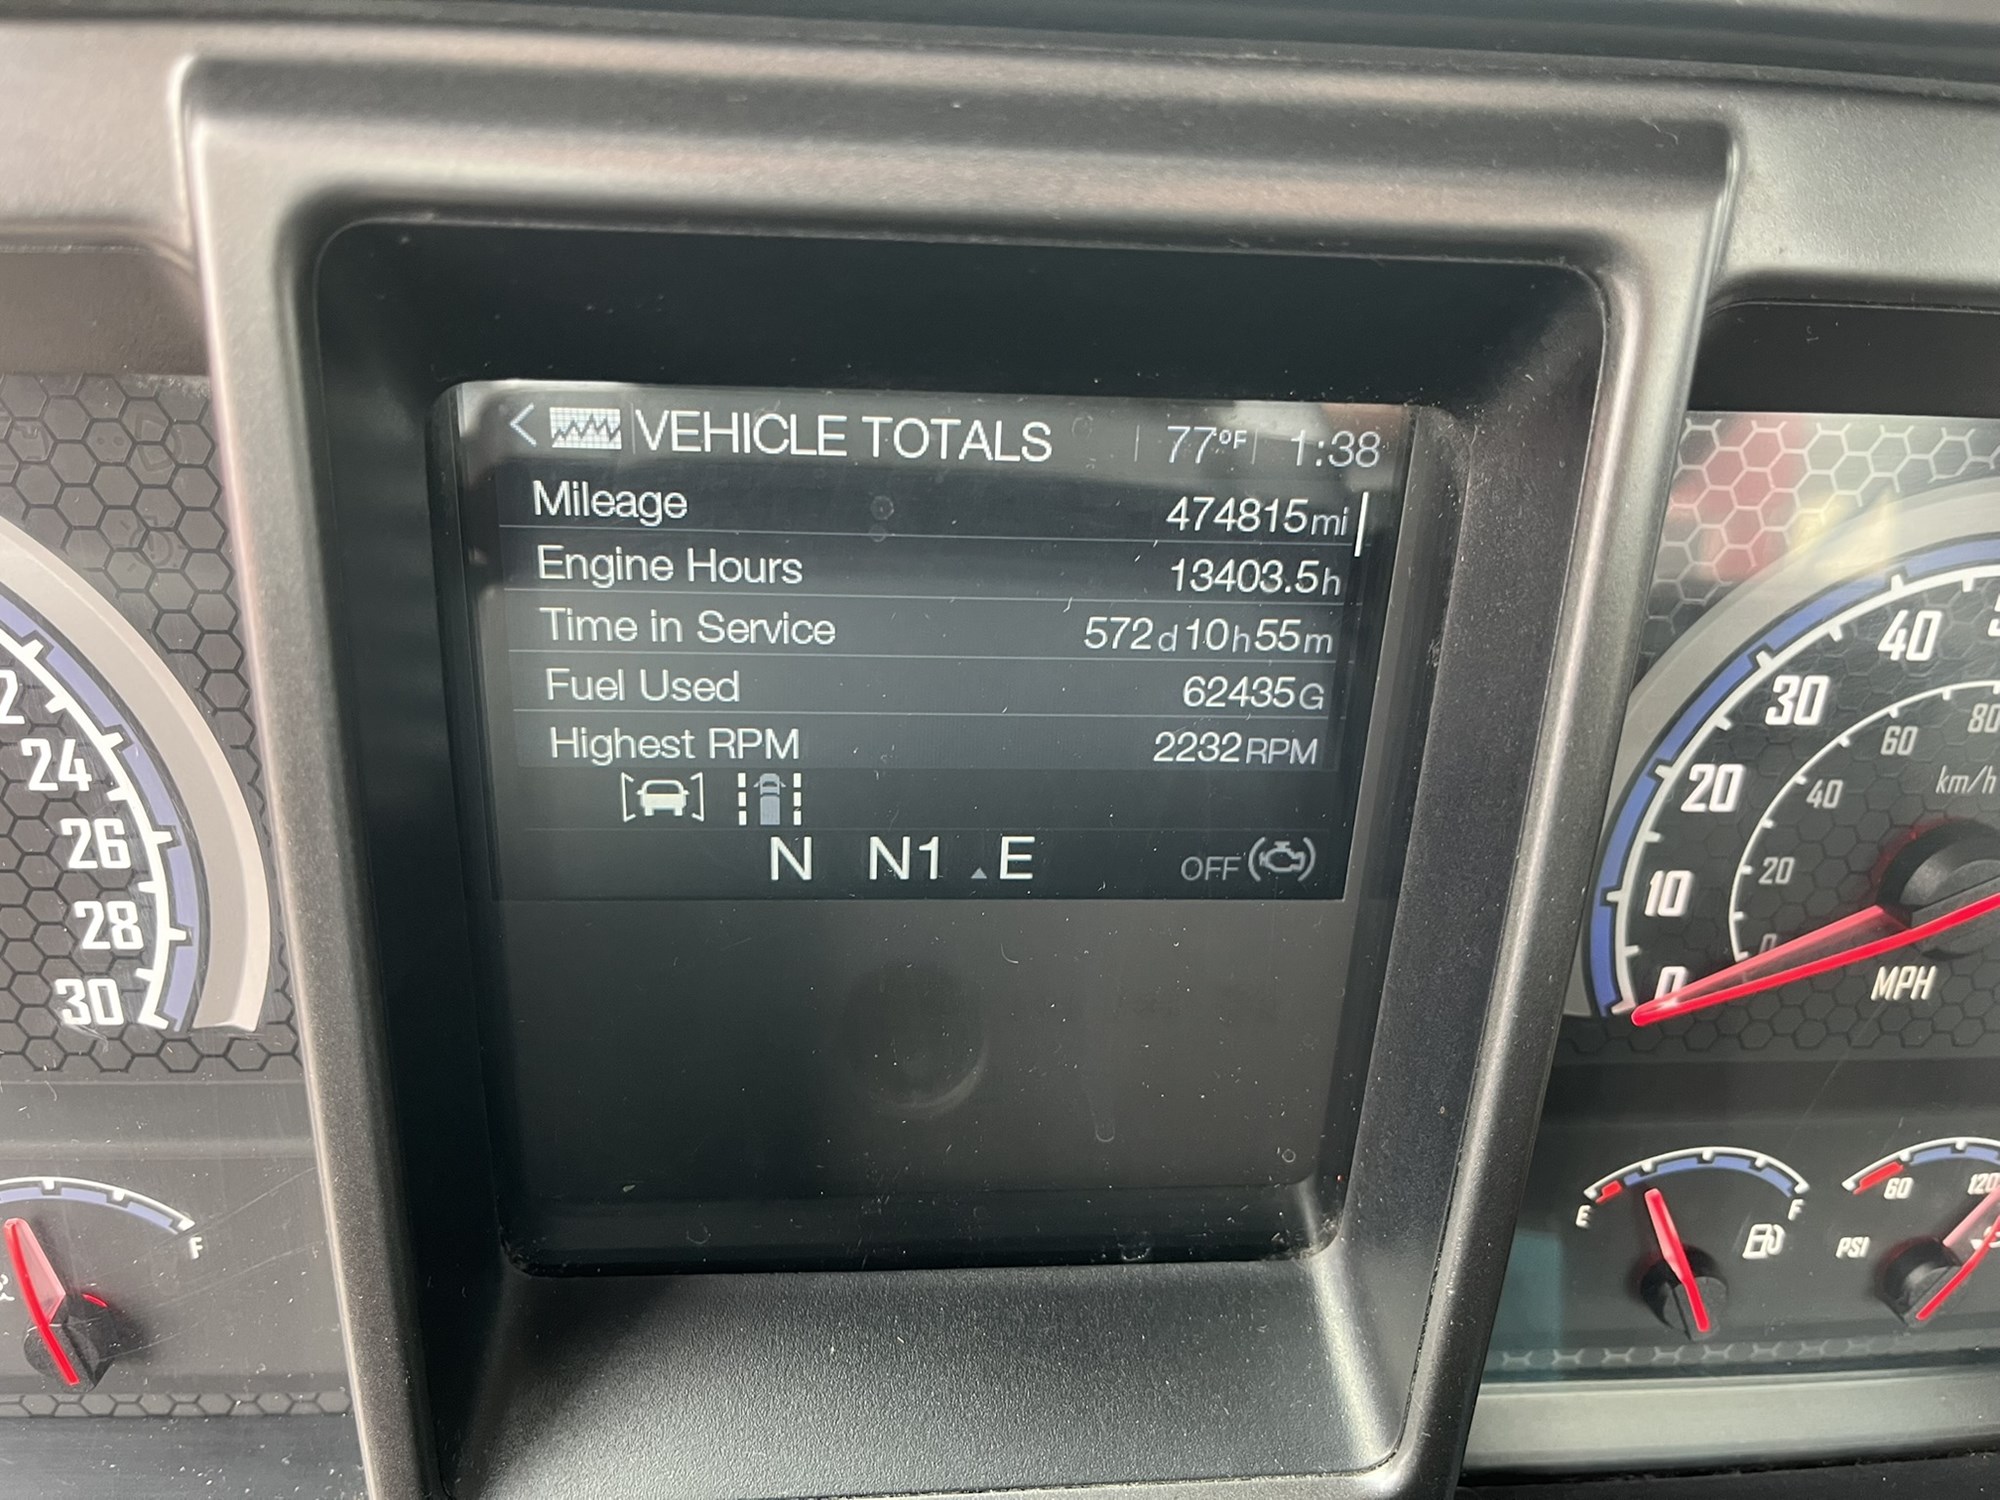 < VEHICLE TOTALS 77°F 1:38
Mileage 474815mi
Engine Hours 13403.5h
Time in Service 572d10h55m
Fuel Used 62435G
Highest RPM 2232RPM
N N1 E OFF
24
26
28
30
F
40
30
20
10
0
80
60
40
20
0
km/h
MPH
E F
60 120
PSI